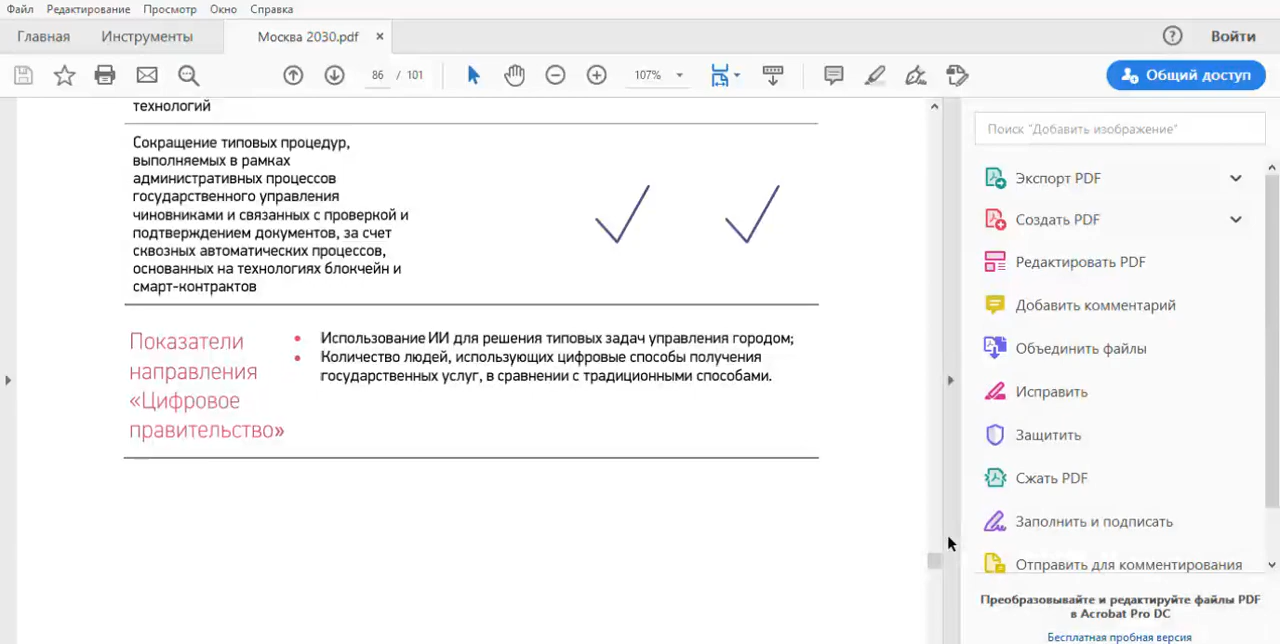 Файл Редактирование Просмотр Окно Справка
Главная Инструменты Москва 2030.pdf × Войти
86 / 101 107% Общий доступ
технологий
Сокращение типовых процедур,
выполняемых в рамках
административных процессов
государственного управления
чиновниками и связанных с проверкой и
подтверждением документов, за счет
сквозных автоматических процессов,
основанных на технологиях блокчейн и
смарт-контрактов
Показатели
направления
«Цифровое
правительство»
• Использование ИИ для решения типовых задач управления городом;
• Количество людей, использующих цифровые способы получения
государственных услуг, в сравнении с традиционными способами.
Поиск "Добавить изображение"
Экспорт PDF
Создать PDF
Редактировать PDF
Добавить комментарий
Объединить файлы
Исправить
Защитить
Сжать PDF
Заполнить и подписать
Отправить для комментирования
Преобразовывайте и редактируйте файлы PDF
в Acrobat Pro DC
Бесплатная пробная версия